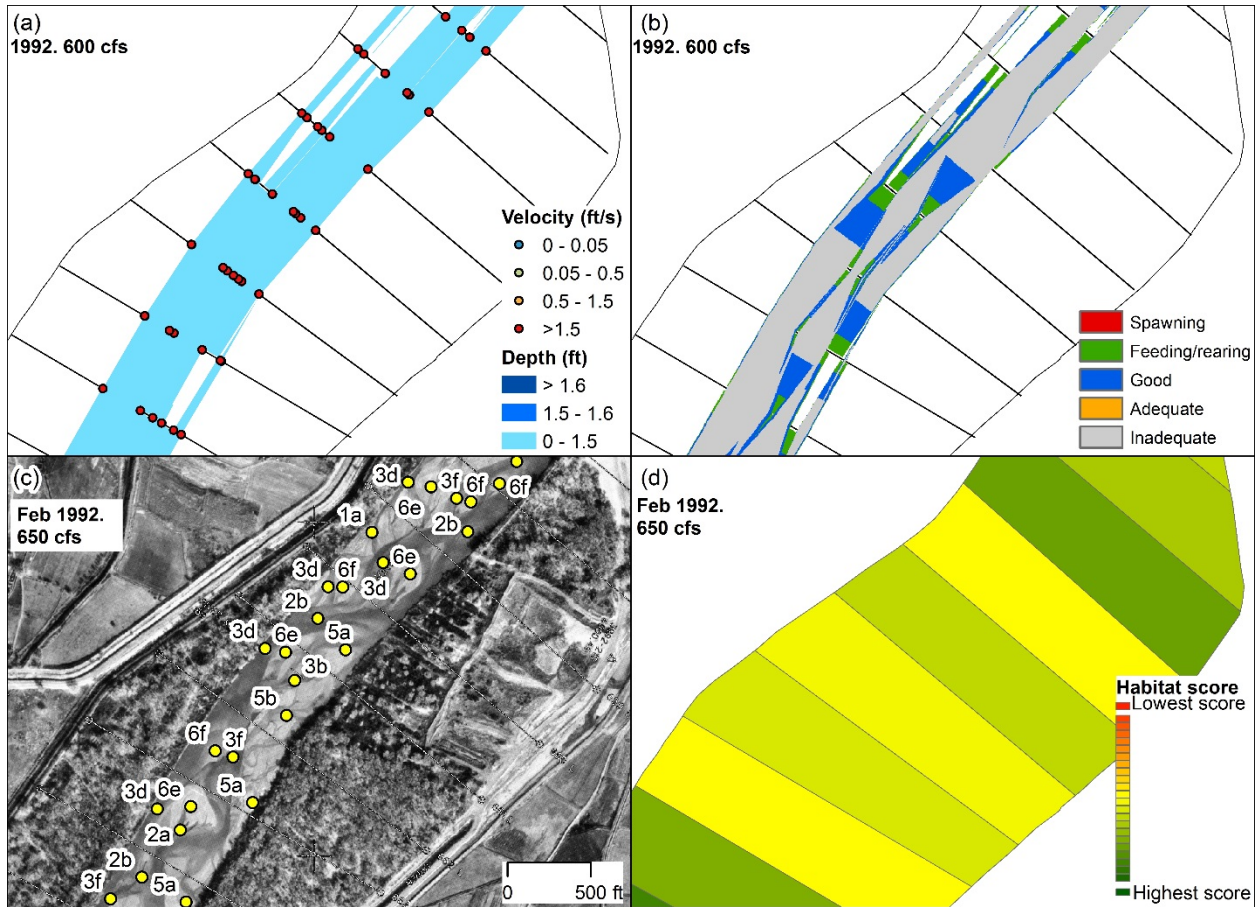 (a)
1992. 600 cfs
Velocity (ft/s)
0 - 0.05
0.05 - 0.5
0.5 - 1.5
>1.5
Depth (ft)
> 1.6
1.5 - 1.6
0 - 1.5
(b)
1992. 600 cfs
Spawning
Feeding/rearing
Good
Adequate
Inadequate
(c)
Feb 1992.
650 cfs
3d
3f
6f
6e
6f
1a
2b
3d
6f
6e
3d
2b
5a
3d
6e
3b
5b
6f
3f
5a
3d
6e
2a
2b
5a
3f
0
500 ft
(d)
Feb 1992.
650 cfs
Habitat score
Lowest score
Highest score